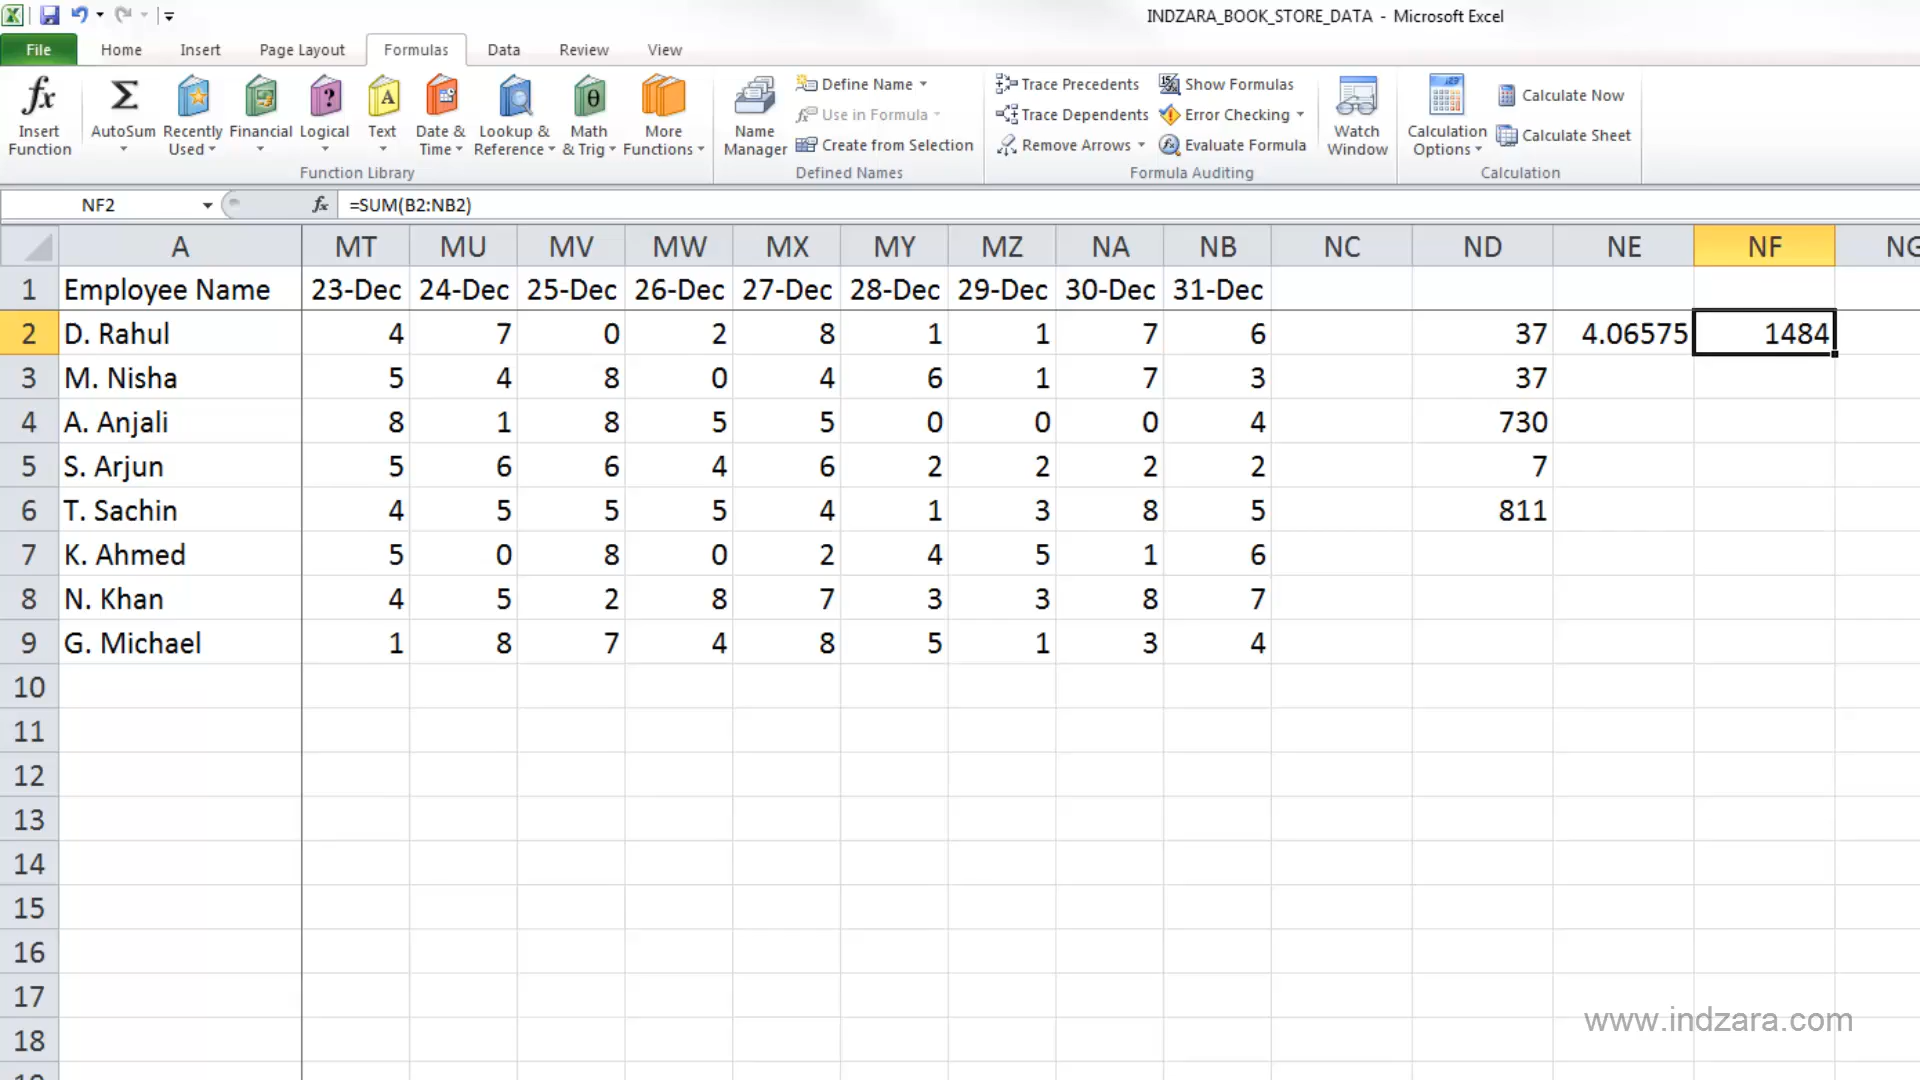 INDZARA_BOOK_STORE_DATA - Microsoft Excel
File Home Insert Page Layout Formulas Data Review View
Insert Function
AutoSum
Recently Used
Financial
Logical
Text
Date & Time
Lookup & Reference
Math & Trig
More Functions
Function Library
Name Manager
Define Name
Use in Formula
Create from Selection
Defined Names
Trace Precedents
Trace Dependents
Remove Arrows
Show Formulas
Error Checking
Evaluate Formula
Formula Auditing
Watch Window
Calculation Options
Calculate Now
Calculate Sheet
Calculation
NF2 fx =SUM(B2:NB2)
A MT MU MV MW MX MY MZ NA NB NC ND NE NF NG
1 Employee Name 23-Dec 24-Dec 25-Dec 26-Dec 27-Dec 28-Dec 29-Dec 30-Dec 31-Dec
2 D. Rahul 4 7 0 2 8 1 1 7 6 37 4.06575 1484
3 M. Nisha 5 4 8 0 4 6 1 7 3 37
4 A. Anjali 8 1 8 5 5 0 0 0 4 730
5 S. Arjun 5 6 6 4 6 2 2 2 2 7
6 T. Sachin 4 5 5 5 4 1 3 8 5 811
7 K. Ahmed 5 0 8 0 2 4 5 1 6
8 N. Khan 4 5 2 8 7 3 3 8 7
9 G. Michael 1 8 7 4 8 5 1 3 4
10
11
12
13
14
15
16
17
18
www.indzara.com